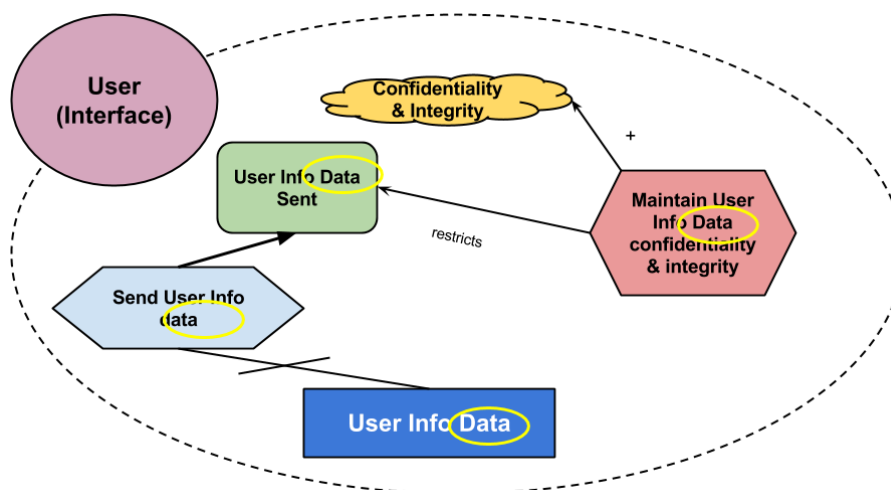 User
(Interface)
Confidentiality
& Integrity
+
User Info Data
Sent
restricts
Maintain User
Info Data
confidentiality
& integrity
Send User Info
data
User Info Data